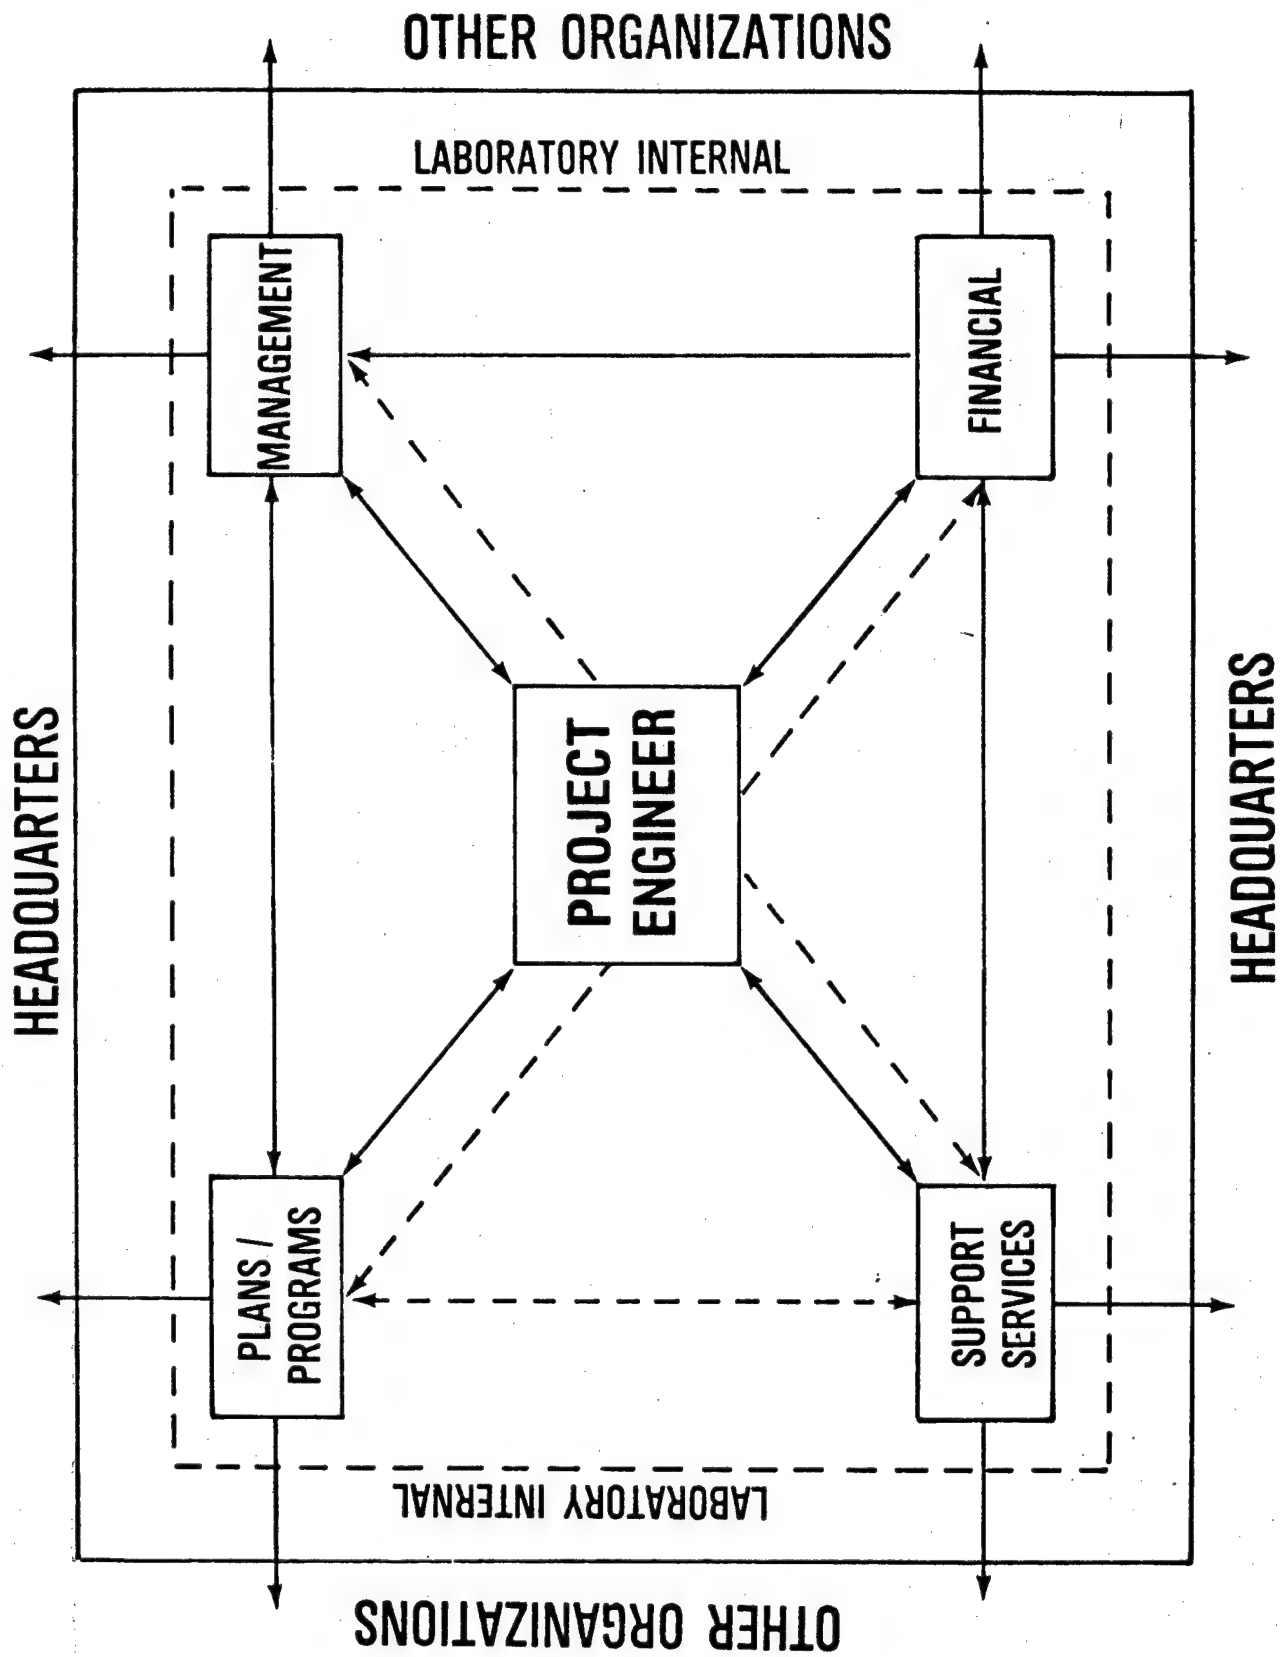 OTHER ORGANIZATIONS
LABORATORY INTERNAL
MANAGEMENT
FINANCIAL
HEADQUARTERS
PROJECT
ENGINEER
HEADQUARTERS
PLANS /
PROGRAMS
SUPPORT
SERVICES
LABORATORY INTERNAL
OTHER ORGANIZATIONS